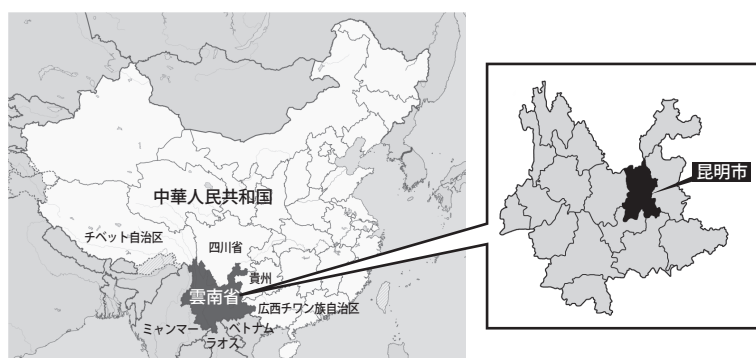 中華人民共和国
チベット自治区
四川省
貴州
雲南省
広西チワン族自治区
ミャンマー
ベトナム
ラオス
昆明市